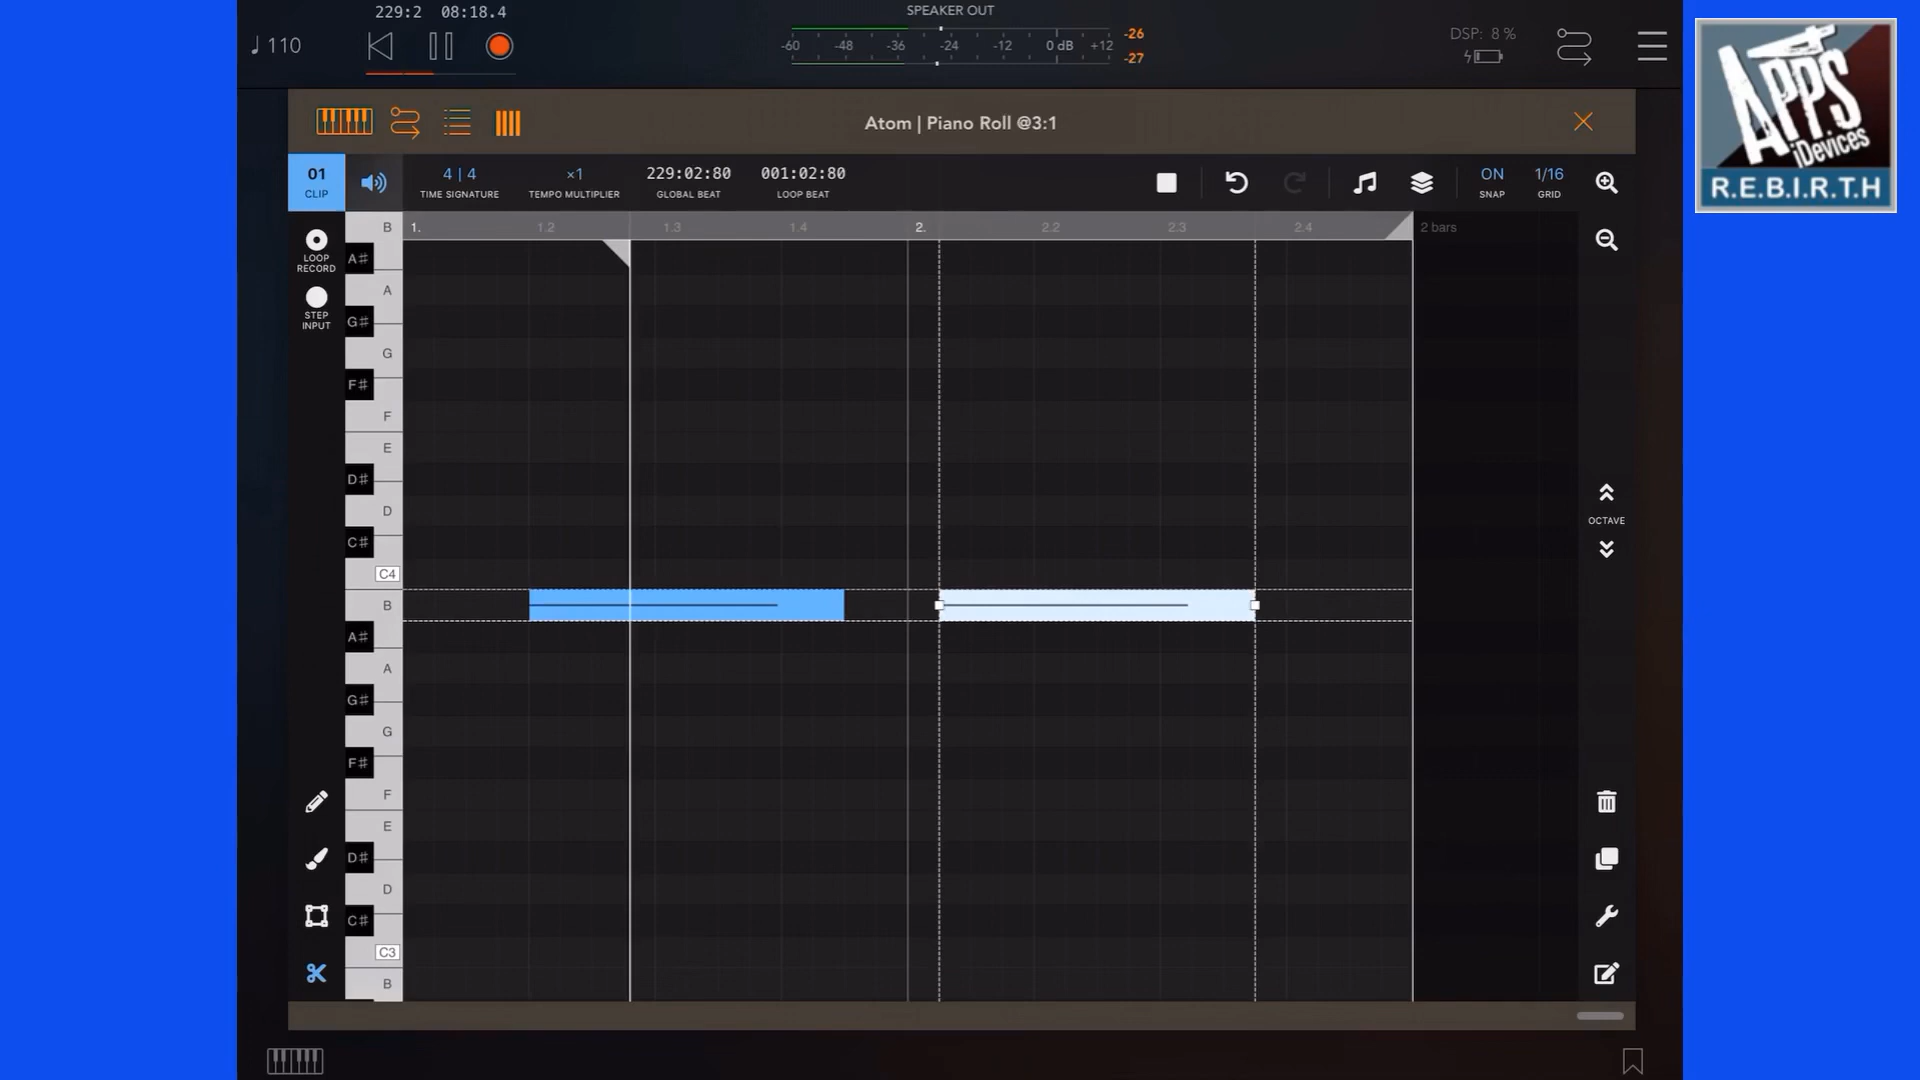 229:2 08:18.4
SPEAKER OUT
♩ 110
-60 -48 -36 -24 -12 0 dB +12
-26
-27
DSP: 8 %
APPS
iDevices
R.E.B.I.R.T.H
Atom | Piano Roll @3:1
01
CLIP
4 | 4
TIME SIGNATURE
×1
TEMPO MULTIPLIER
229:02:80
GLOBAL BEAT
001:02:80
LOOP BEAT
ON
SNAP
1/16
GRID
1. 1.2 1.3 1.4 2. 2.2 2.3 2.4 2 bars
LOOP
RECORD
STEP
INPUT
OCTAVE
B
A#
A
G#
G
F#
F
E
D#
D
C#
C4
B
A#
A
G#
G
F#
F
E
D#
D
C#
C3
B